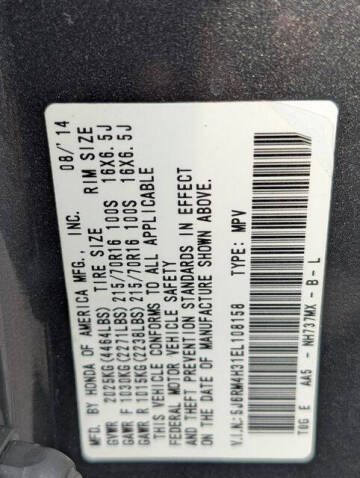 MFD. BY HONDA OF AMERICA MFG., INC. 08/'14
TIRE SIZE RIM SIZE
GVWR 2025KG (4464LBS)
GAWR F 1030KG (2271LBS) 215/70R16 100S 16X6.5J
GAWR R 1015KG (2238LBS) 215/70R16 100S 16X6.5J
THIS VEHICLE CONFORMS TO ALL APPLICABLE
FEDERAL MOTOR VEHICLE SAFETY
AND THEFT PREVENTION STANDARDS IN EFFECT
ON THE DATE OF
MANUFACTURE SHOWN ABOVE.
V.I.N.:5J6RM4H31EL108158 TYPE: MPV
T0G E AA5 - NH737MX - B - L